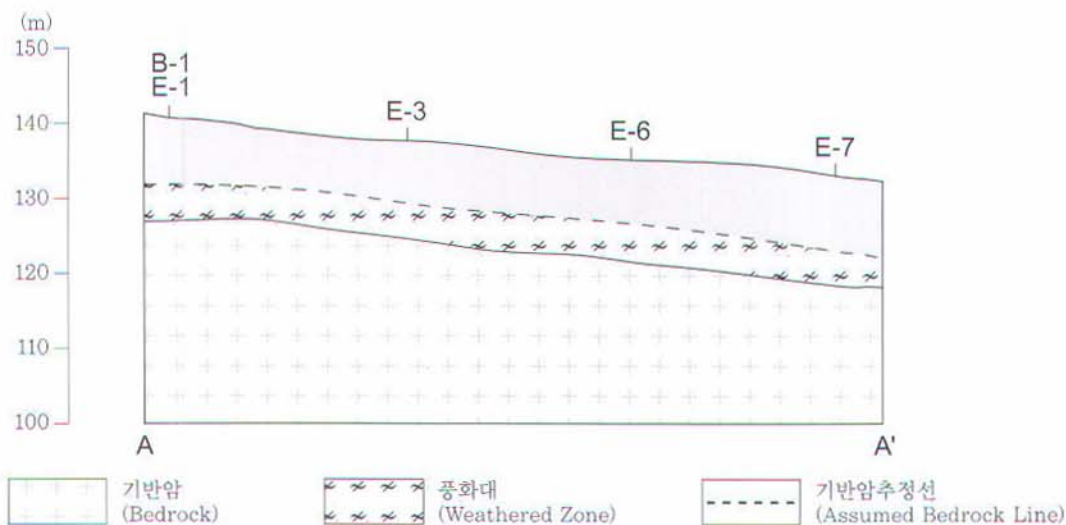 (m)
150
140
130
120
110
100
B-1
E-1
E-3
E-6
E-7
A
A'
기반암
(Bedrock)
풍화대
(Weathered Zone)
기반암추정선
(Assumed Bedrock Line)